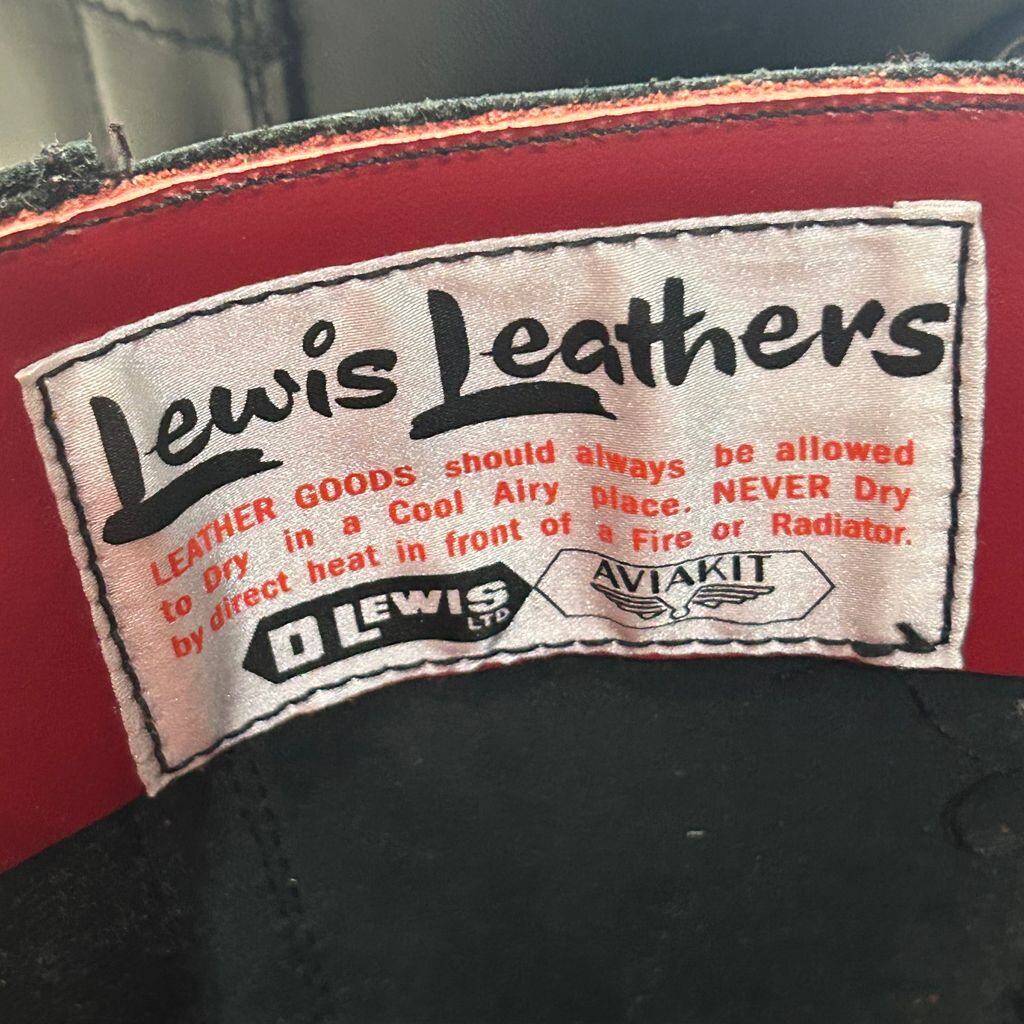 Lewis Leathers
LEATHER GOODS should always be allowed
to Dry in a Cool Airy place. NEVER Dry
by direct heat in front of a Fire or Radiator.
D LEWIS LTD
AVIAKIT